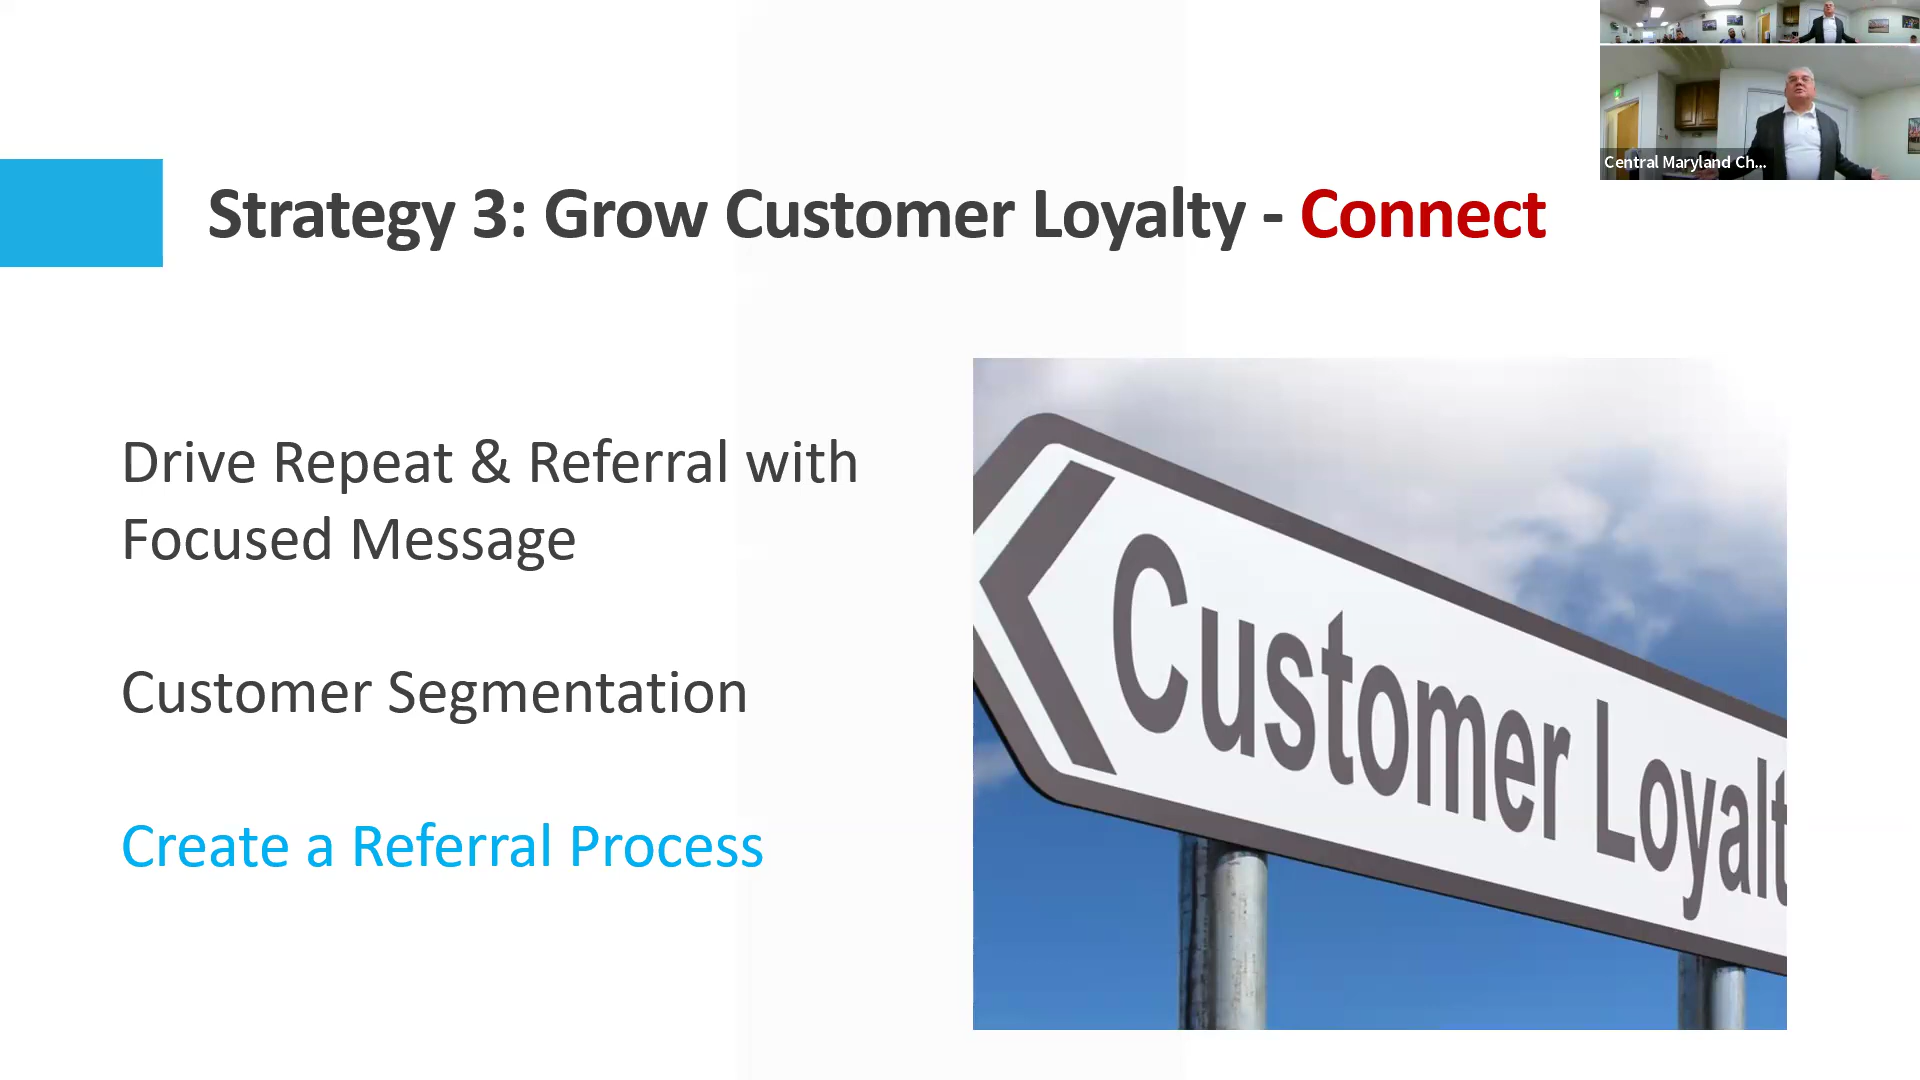 Central Maryland Ch...
Strategy 3: Grow Customer Loyalty - Connect
Drive Repeat & Referral with
Focused Message
Customer Segmentation
Create a Referral Process
Customer Loyalt